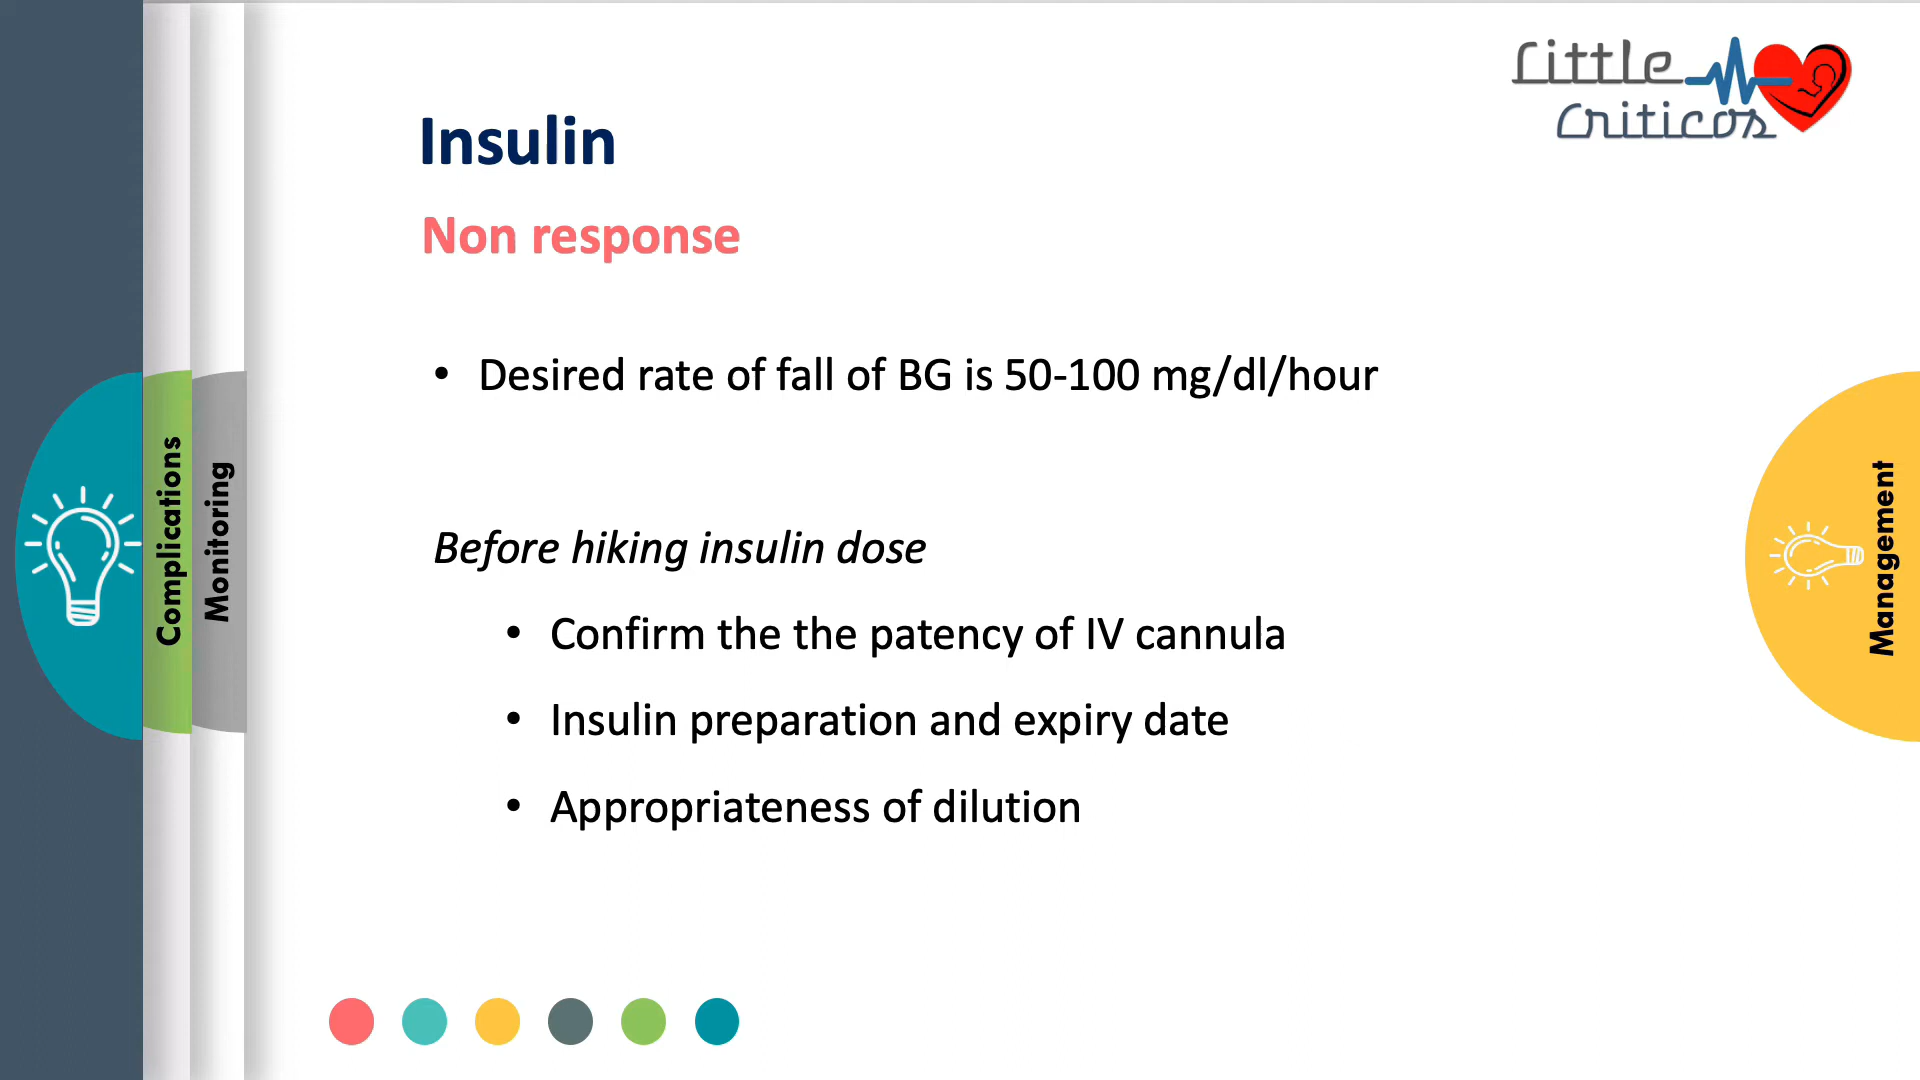 Little
Criticos
Insulin
Non response
• Desired rate of fall of BG is 50-100 mg/dl/hour
Before hiking insulin dose
• Confirm the the patency of IV cannula
• Insulin preparation and expiry date
• Appropriateness of dilution
Complications
Monitoring
Management